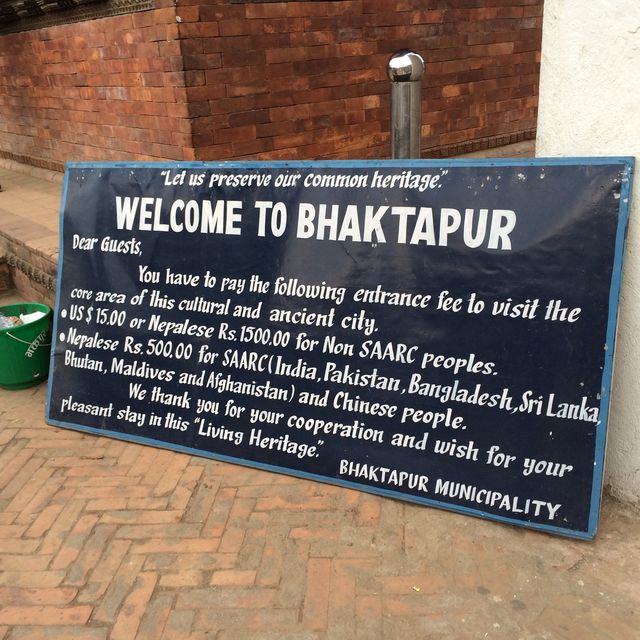 "Let us preserve our common heritage."
WELCOME TO BHAKTAPUR
Dear Guests,
You have to pay the following entrance fee to visit the
core area of this cultural and ancient city.
• US $ 15.00 or Nepalese Rs. 1500.00 for Non SAARC peoples.
• Nepalese Rs. 500.00 for SAARC (India, Pakistan, Bangladesh, Sri Lanka,
Bhutan, Maldives and Afghanistan) and Chinese people.
We thank you for your cooperation and wish for your
pleasant stay in this "Living Heritage."
BHAKTAPUR MUNICIPALITY